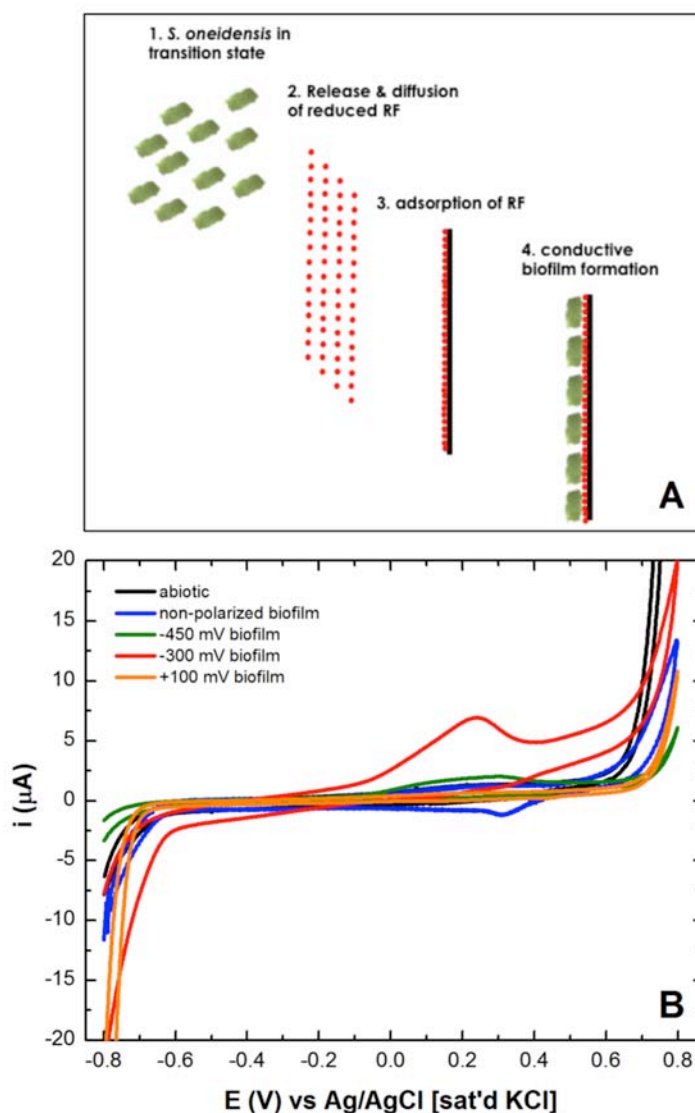 1. S. oneidensis in
transition state
2. Release & diffusion
of reduced RF
3. adsorption of RF
4. conductive
biofilm formation
A
20
15
10
5
0
-5
-10
-15
-20
i (μA)
abiotic
non-polarized biofilm
-450 mV biofilm
-300 mV biofilm
+100 mV biofilm
B
-0.8 -0.6 -0.4 -0.2 0.0 0.2 0.4 0.6 0.8
E (V) vs Ag/AgCl [sat'd KCl]